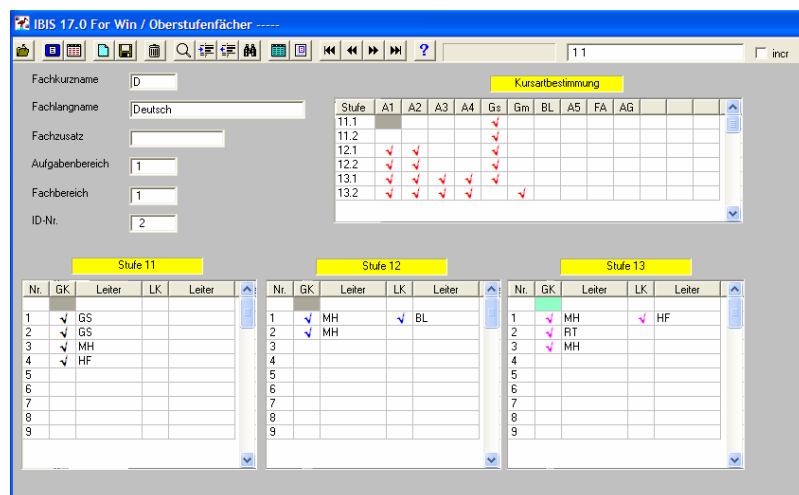 IBIS 17.0 For Win / Oberstufenfächer -----
? 1 1 incr
Fachkurzname D
Fachlangname Deutsch
Fachzusatz
Aufgabenbereich 1
Fachbereich 1
ID-Nr. 2
Kursartbestimmung
Stufe A1 A2 A3 A4 Gs Gm BL A5 FA AG
11.1 √
11.2 √
12.1 √ √ √
12.2 √ √ √
13.1 √ √ √ √ √
13.2 √ √ √ √ √
Stufe 11
Nr. GK Leiter LK Leiter
1 √ GS
2 √ GS
3 √ MH
4 √ HF
5
6
7
8
9
Stufe 12
Nr. GK Leiter LK Leiter
1 √ MH √ BL
2 √ MH
3
4
5
6
7
8
9
Stufe 13
Nr. GK Leiter LK Leiter
1 √ MH √ HF
2 √ RT
3 √ MH
4
5
6
7
8
9